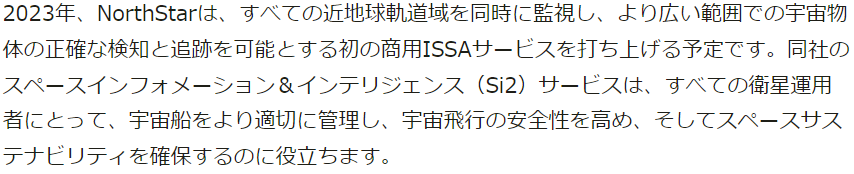 2023年、NorthStarは、すべての近地球軌道域を同時に監視し、より広い範囲での宇宙物
体の正確な検知と追跡を可能とする初の商用ISSAサービスを打ち上げる予定です。同社の
スペースインフォメーション＆インテリジェンス（Si2）サービスは、すべての衛星運用
者にとって、宇宙船をより適切に管理し、宇宙飛行の安全性を高め、そしてスペースサス
テナビリティを確保するのに役立ちます。